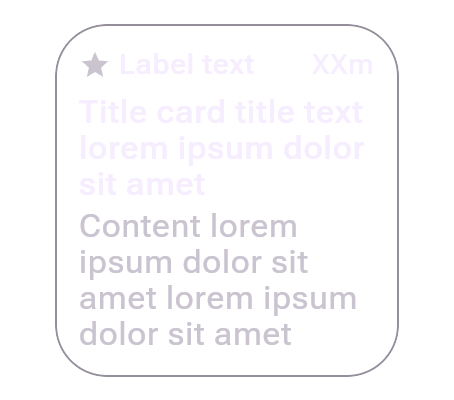 Label text XXm
Title card title text
lorem ipsum dolor
sit amet
Content lorem
ipsum dolor sit
amet lorem ipsum
dolor sit amet